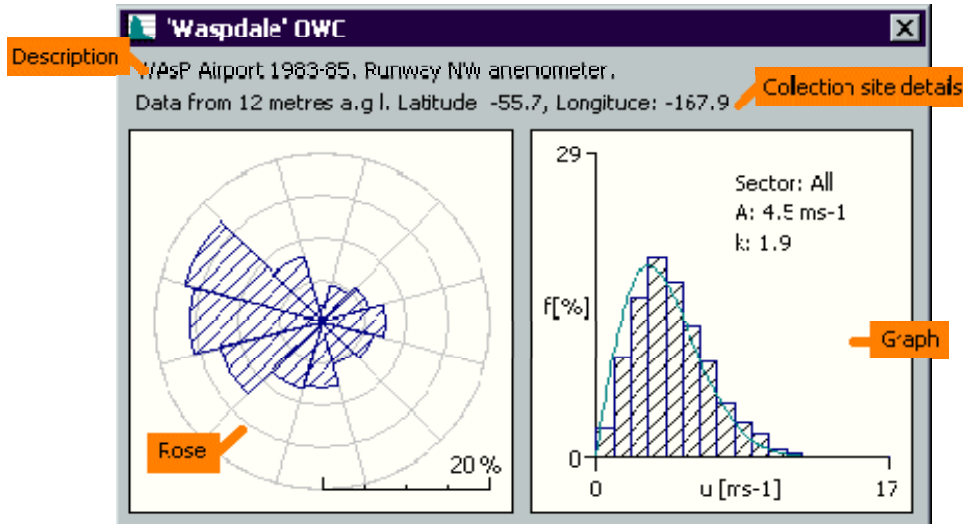 'Waspdale' OWC
Description
WAsP Airport 1983-85. Runway NW anenometer.
Data from 12 metres a.g l. Latitude -55.7, Longituce: -167.9
Colection site details
29
Sector: All
A: 4.5 ms-1
k: 1.9
f[%]
Graph
Rose
20 %
0
0
u [ms-1]
17